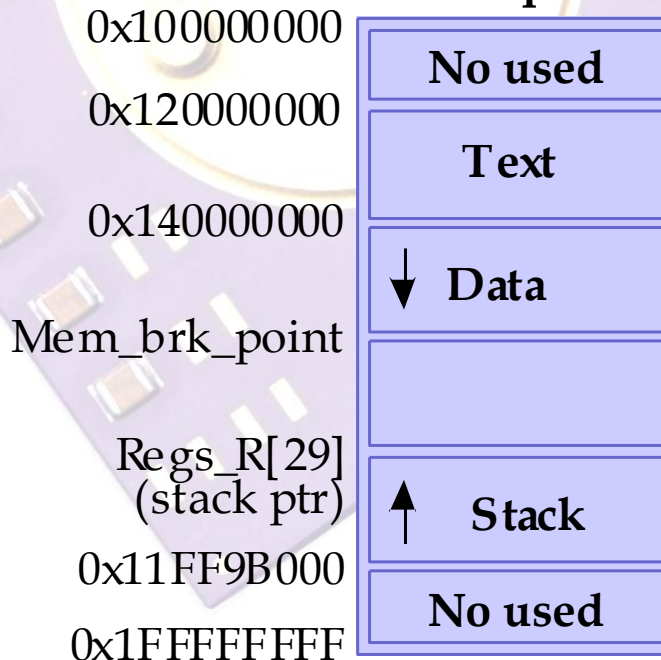 0x100000000
No used
0x120000000
Text
0x140000000
Data
Mem_brk_point
Regs_R[29]
(stack ptr)
Stack
0x11FF9B000
No used
0x1FFFFFFFF